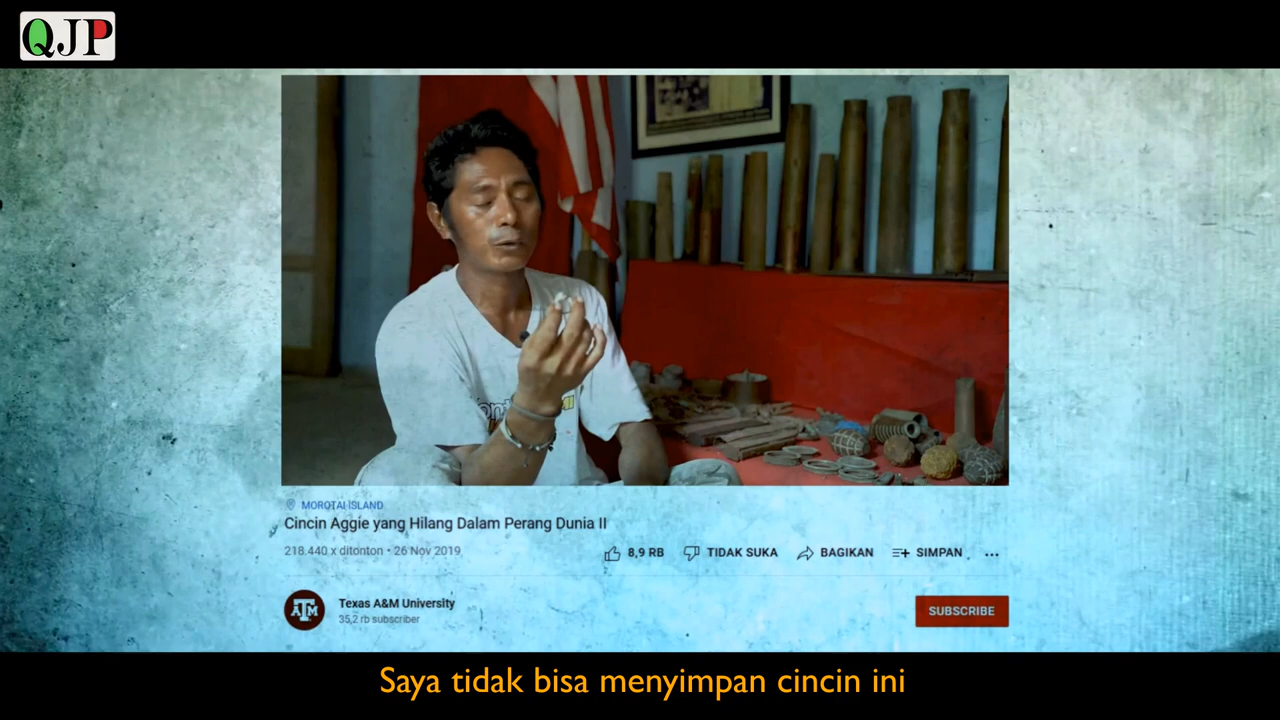 QJP
MOROTAI ISLAND
Cincin Aggie yang Hilang Dalam Perang Dunia II
218.440 x ditonton • 26 Nov 2019
8,9 RB
TIDAK SUKA
BAGIKAN
SIMPAN
ATM
Texas A&M University
35,2 rb subscriber
SUBSCRIBE
Saya tidak bisa menyimpan cincin ini